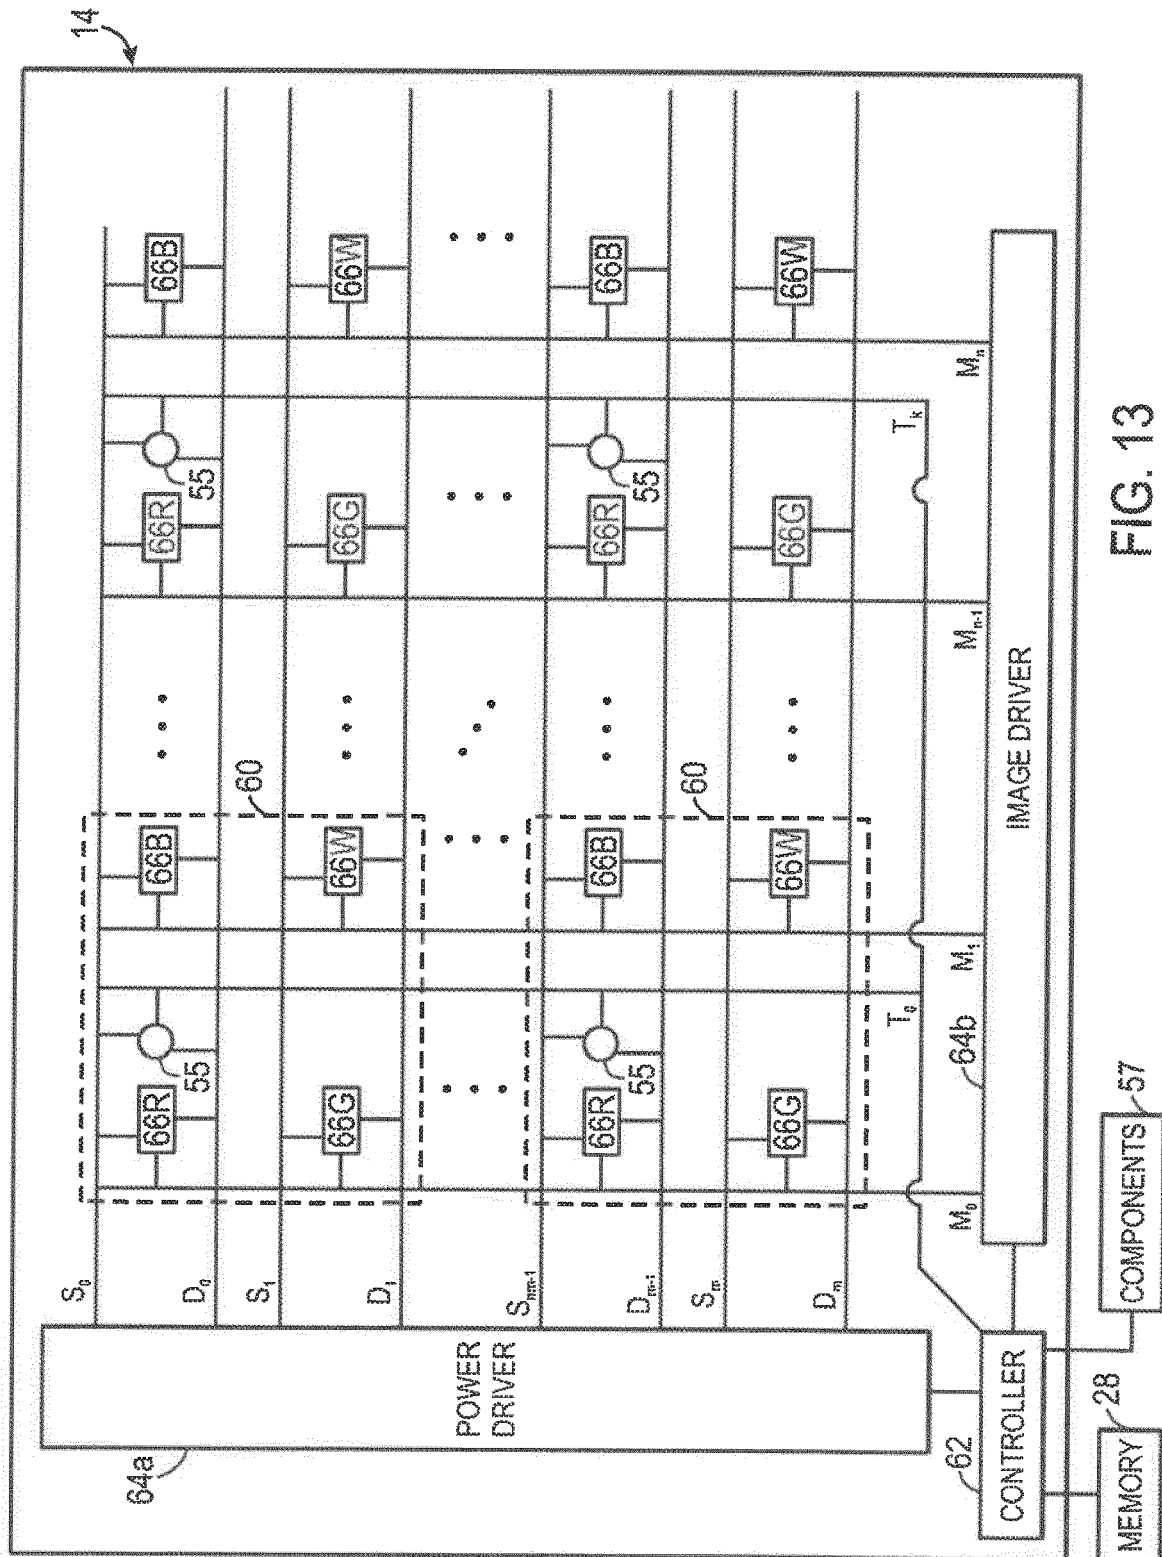 14
S0 66R 55 66B 66R 55 66B
D0
60
S1 66G 66W 66G 66W
D1
Sm-1 66R 55 66B 66R 55 66B
Dm-1
60
Sm 66G 66W 66G 66W
Dm
T0 Tk
M0 M1 Mn-1 Mn
64a
POWER
DRIVER
64b
IMAGE DRIVER
62
CONTROLLER
28
MEMORY
57
COMPONENTS
FIG. 13